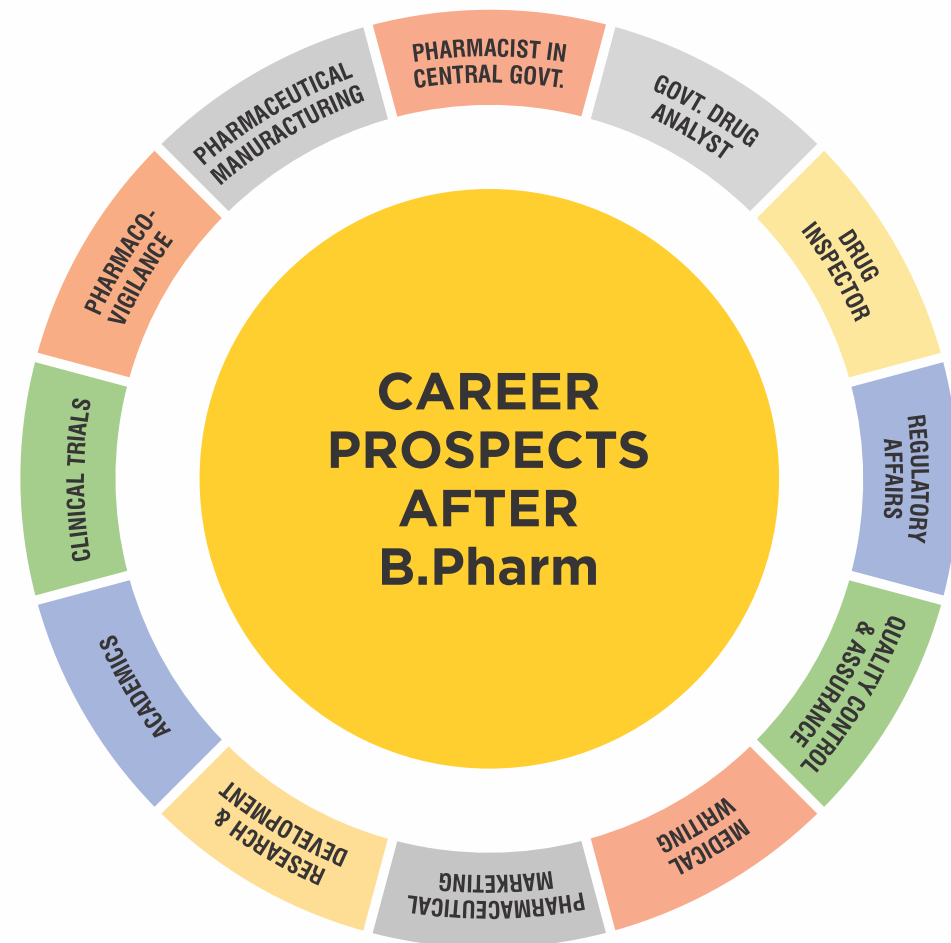 PHARMACIST IN
CENTRAL GOVT.
GOVT. DRUG
ANALYST
DRUG
INSPECTOR
REGULATORY
AFFAIRS
QUALITY CONTROL
& ASSURANCE
MEDICAL
WRITING
PHARMACEUTICAL
MARKETING
RESEARCH &
DEVELOPMENT
ACADEMICS
CLINICAL TRIALS
PHARMACO-
VIGILANCE
PHARMACEUTICAL
MANURACTURING
CAREER
PROSPECTS
AFTER
B.Pharm